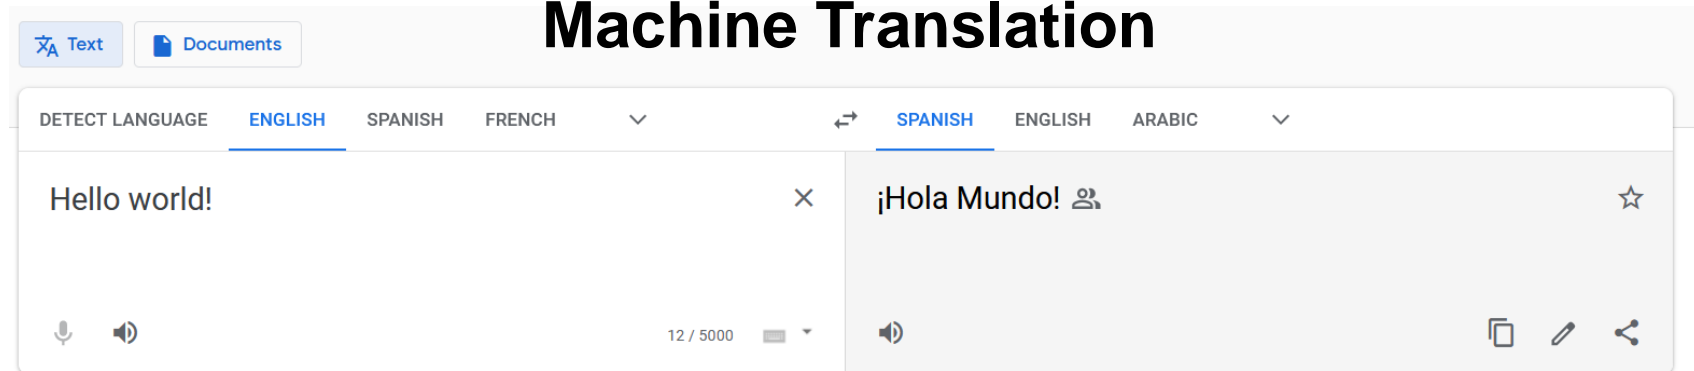 Machine Translation
Text Documents
DETECT LANGUAGE ENGLISH SPANISH FRENCH SPANISH ENGLISH ARABIC
Hello world!
¡Hola Mundo!
12 / 5000